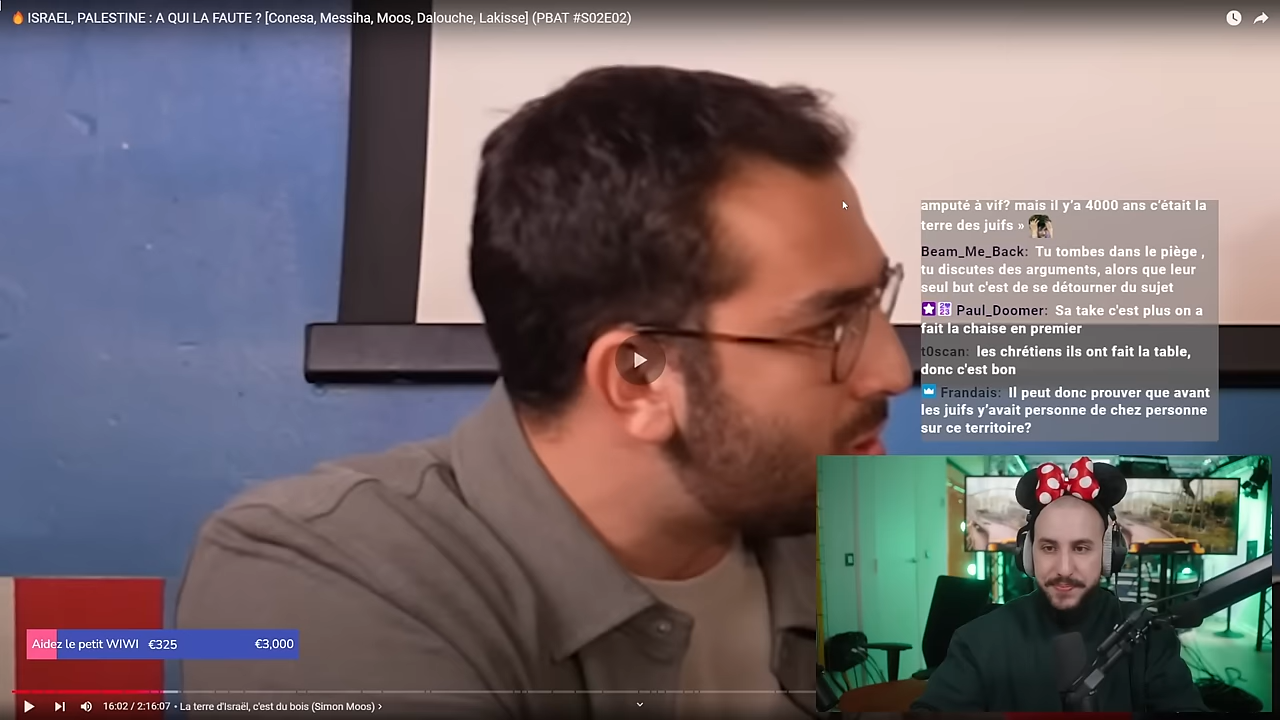 🔥 ISRAEL, PALESTINE : A QUI LA FAUTE ? [Conesa, Messiha, Moos, Dalouche, Lakisse] (PBAT #S02E02)
amputé à vif? mais il y'a 4000 ans c'était la
terre des juifs »
Beam_Me_Back: Tu tombes dans le piège ,
tu discutes des arguments, alors que leur
seul but c'est de se détourner du sujet
Paul_Doomer: Sa take c'est plus on a
fait la chaise en premier
t0scan: les chrétiens ils ont fait la table,
donc c'est bon
Frandais: Il peut donc prouver que avant
les juifs y'avait personne de chez personne
sur ce territoire?
Aidez le petit WIWI €325 €3,000
16:02 / 2:16:07 • La terre d'Israël, c'est du bois (Simon Moos) >